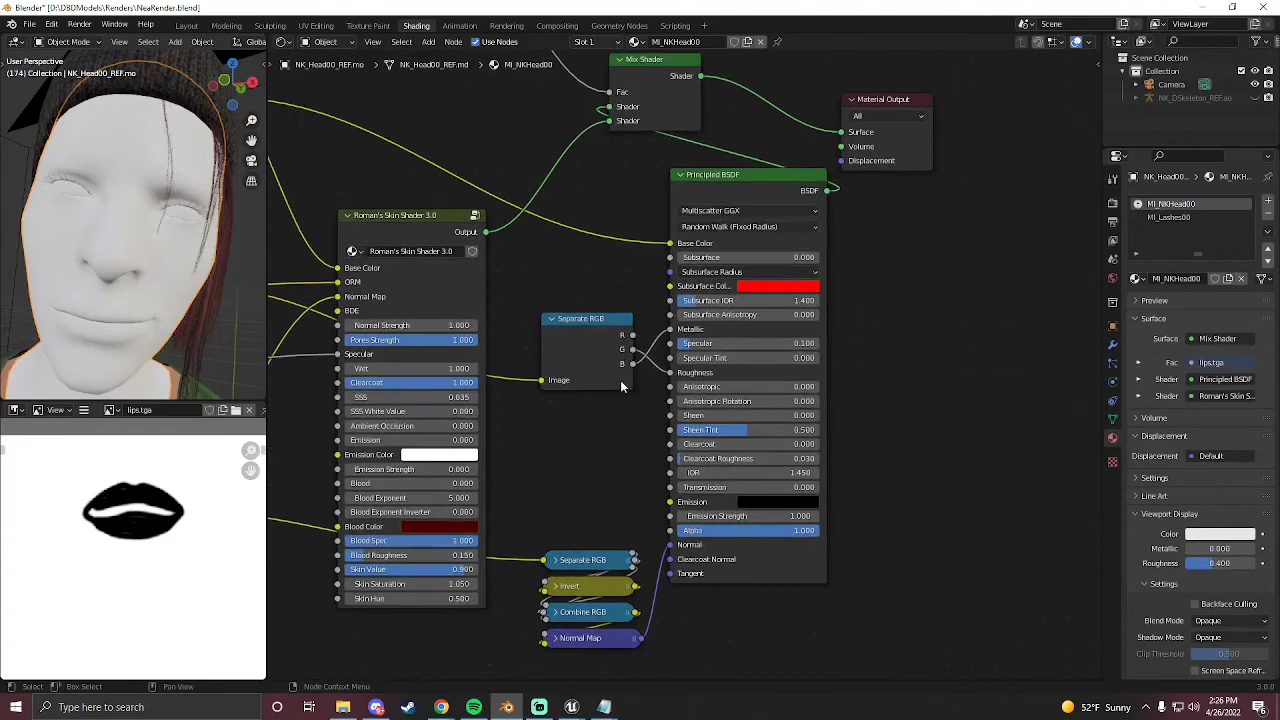 Blender* [D:\DBDModels\Renders\NeaRender.blend]
File Edit Render Window Help Layout Modeling Sculpting UV Editing Texture Paint Shading Animation Rendering Compositing Geometry Nodes Scripting + Scene ViewLayer
Object Mode View Select Add Object Global
Object View Select Add Node Use Nodes Slot 1 MI_NKHead00
(174) Collection | NK_Head00_REF.mo
NK_Head00_REF.mo > NK_Head00_REF.md > MI_NKHead00
Collection
Camera
NK_DSkeleton_REF.ao
Mix Shader
Shader
Fac
Shader
Shader
Material Output
All
Surface
Volume
Displacement
Roman's Skin Shader 3.0
Output
Roman's Skin Shader 3.0
Base Color
ORM
Normal Map
BDE
Normal Strength 1.000
Pores Strength 1.000
Specular
Wet 1.000
Clearcoat 1.000
SSS 0.035
SSS White Value 0.000
Ambient Occlusion 0.000
Emission 0.000
Emission Color
Emission Strength 0.000
Blood 0.000
Blood Exponent 5.000
Blood Exponent Inverter 0.000
Blood Color
Blood Spec 1.000
Blood Roughness 0.150
Skin Value 0.900
Skin Saturation 1.050
Skin Hue 0.500
Separate RGB
R
G
B
Image
Separate RGB
Invert
Combine RGB
Normal Map
Principled BSDF
BSDF
Multiscatter GGX
Random Walk (Fixed Radius)
Base Color
Subsurface 0.000
Subsurface Radius
Subsurface Col...
Subsurface IOR 1.400
Subsurface Anisotropy 0.000
Metallic
Specular 0.100
Specular Tint 0.000
Roughness
Anisotropic 0.000
Anisotropic Rotation 0.000
Sheen 0.000
Sheen Tint 0.500
Clearcoat 0.000
Clearcoat Roughness 0.030
IOR 1.450
Transmission 0.000
Emission
Emission Strength 1.000
Alpha 1.000
Normal
Clearcoat Normal
Tangent
View lips.tga
NK_Head00_REF.mo > MI_NKHead00
MI_NKHead00
MI_Lashes00
MI_NKHead00
Preview
Surface
Surface Mix Shader
Fac lips.tga
Shader Principled BSDF
Shader Roman's Skin S...
Volume
Displacement
Displacement Default
Settings
Line Art
Viewport Display
Color
Metallic 0.000
Roughness 0.400
Settings
Backface Culling
Blend Mode Opaque
Shadow Mode Opaque
Clip Threshold 0.500
Screen Space Refr...
Select Box Select Pan View Node Context Menu 3.0.0
Type here to search 82°F Sunny 2:26 PM
4/26/2022